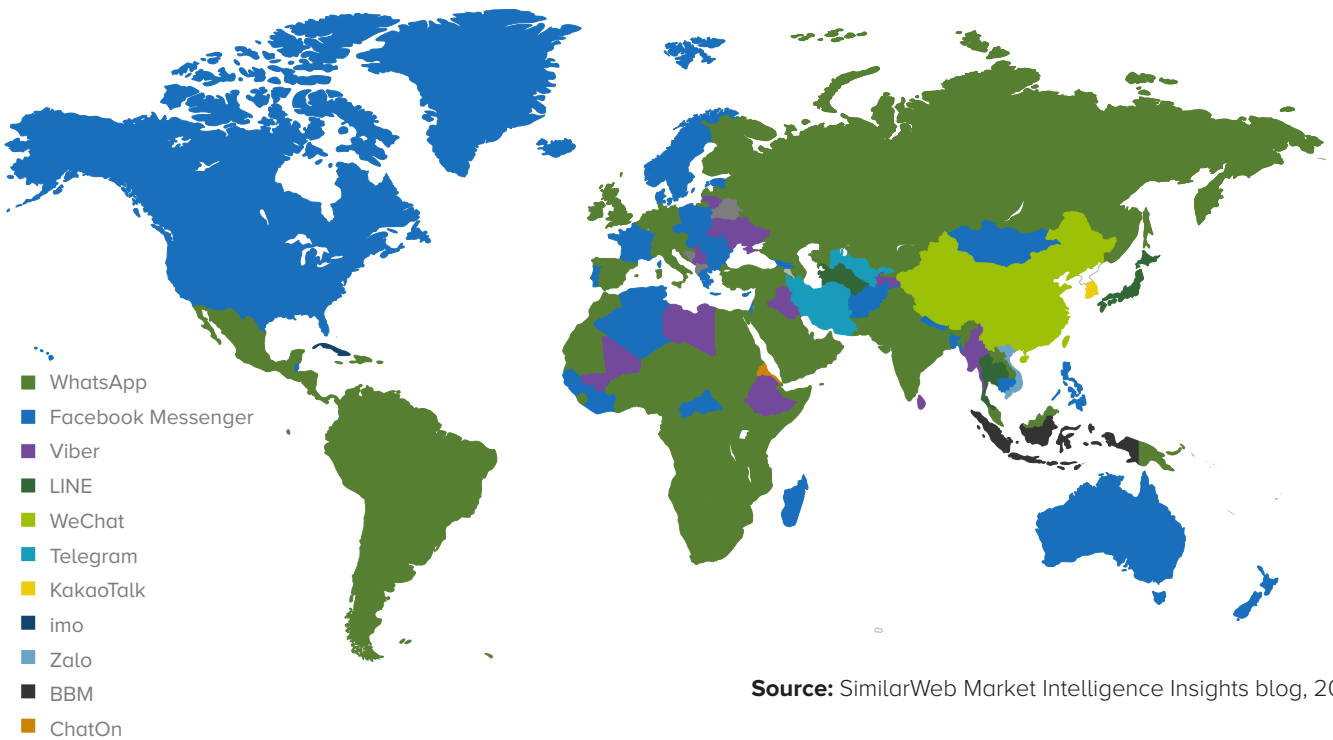 WhatsApp
Facebook Messenger
Viber
LINE
WeChat
Telegram
KakaoTalk
imo
Zalo
BBM
ChatOn
Source: SimilarWeb Market Intelligence Insights blog,